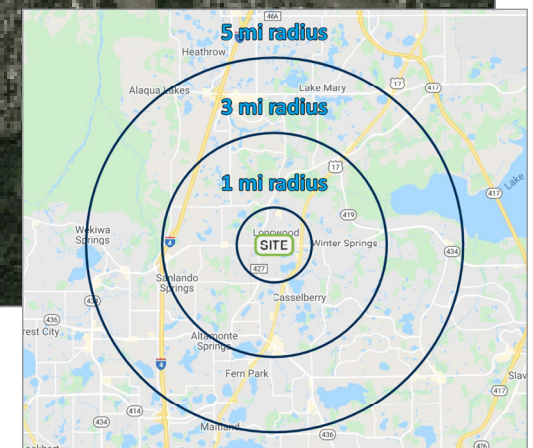 46A
5 mi radius
Heathrow
Alaqua Lakes
Lake Mary
17
417
3 mi radius
17
1 mi radius
417
Lake
419
Wekiwa
Springs
Longwood
SITE
Winter Springs
4
434
427
Sanlando
Springs
Casselberry
436
rest City
Altamonte
Springs
4
Fern Park
Slav
417
414
434
Maitland
436
426